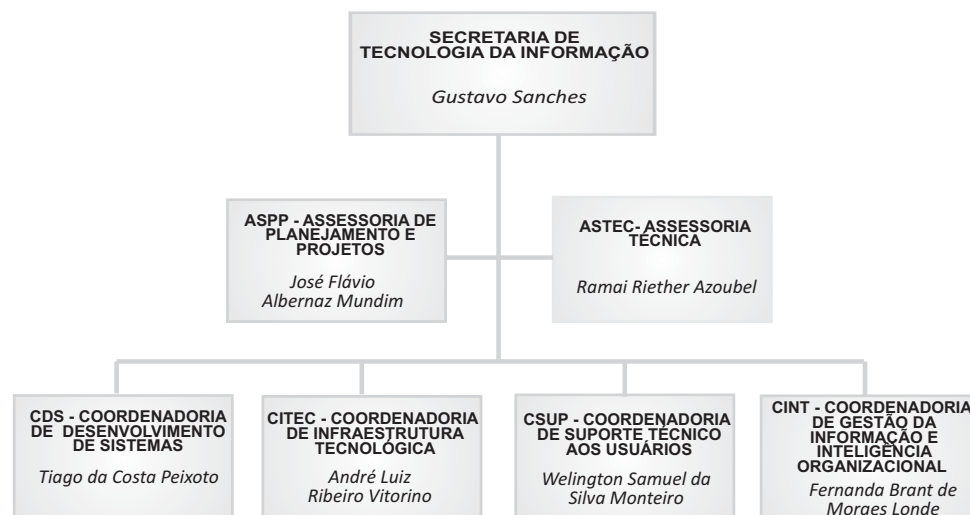 SECRETARIA DE
TECNOLOGIA DA INFORMAÇÃO
Gustavo Sanches
ASPP - ASSESSORIA DE
PLANEJAMENTO E
PROJETOS
José Flávio
Albernaz Mundim
ASTEC- ASSESSORIA
TÉCNICA
Ramai Riether Azoubel
CDS - COORDENADORIA
DE DESENVOLVIMENTO
DE SISTEMAS
Tiago da Costa Peixoto
CITEC - COORDENADORIA
DE INFRAESTRUTURA
TECNOLÓGICA
André Luiz
Ribeiro Vitorino
CSUP - COORDENADORIA
DE SUPORTE TÉCNICO
AOS USUÁRIOS
Welington Samuel da
Silva Monteiro
CINT - COORDENADORIA
DE GESTÃO DA
INFORMAÇÃO E
INTELIGÊNCIA
ORGANIZACIONAL
Fernanda Brant de
Moraes Londe